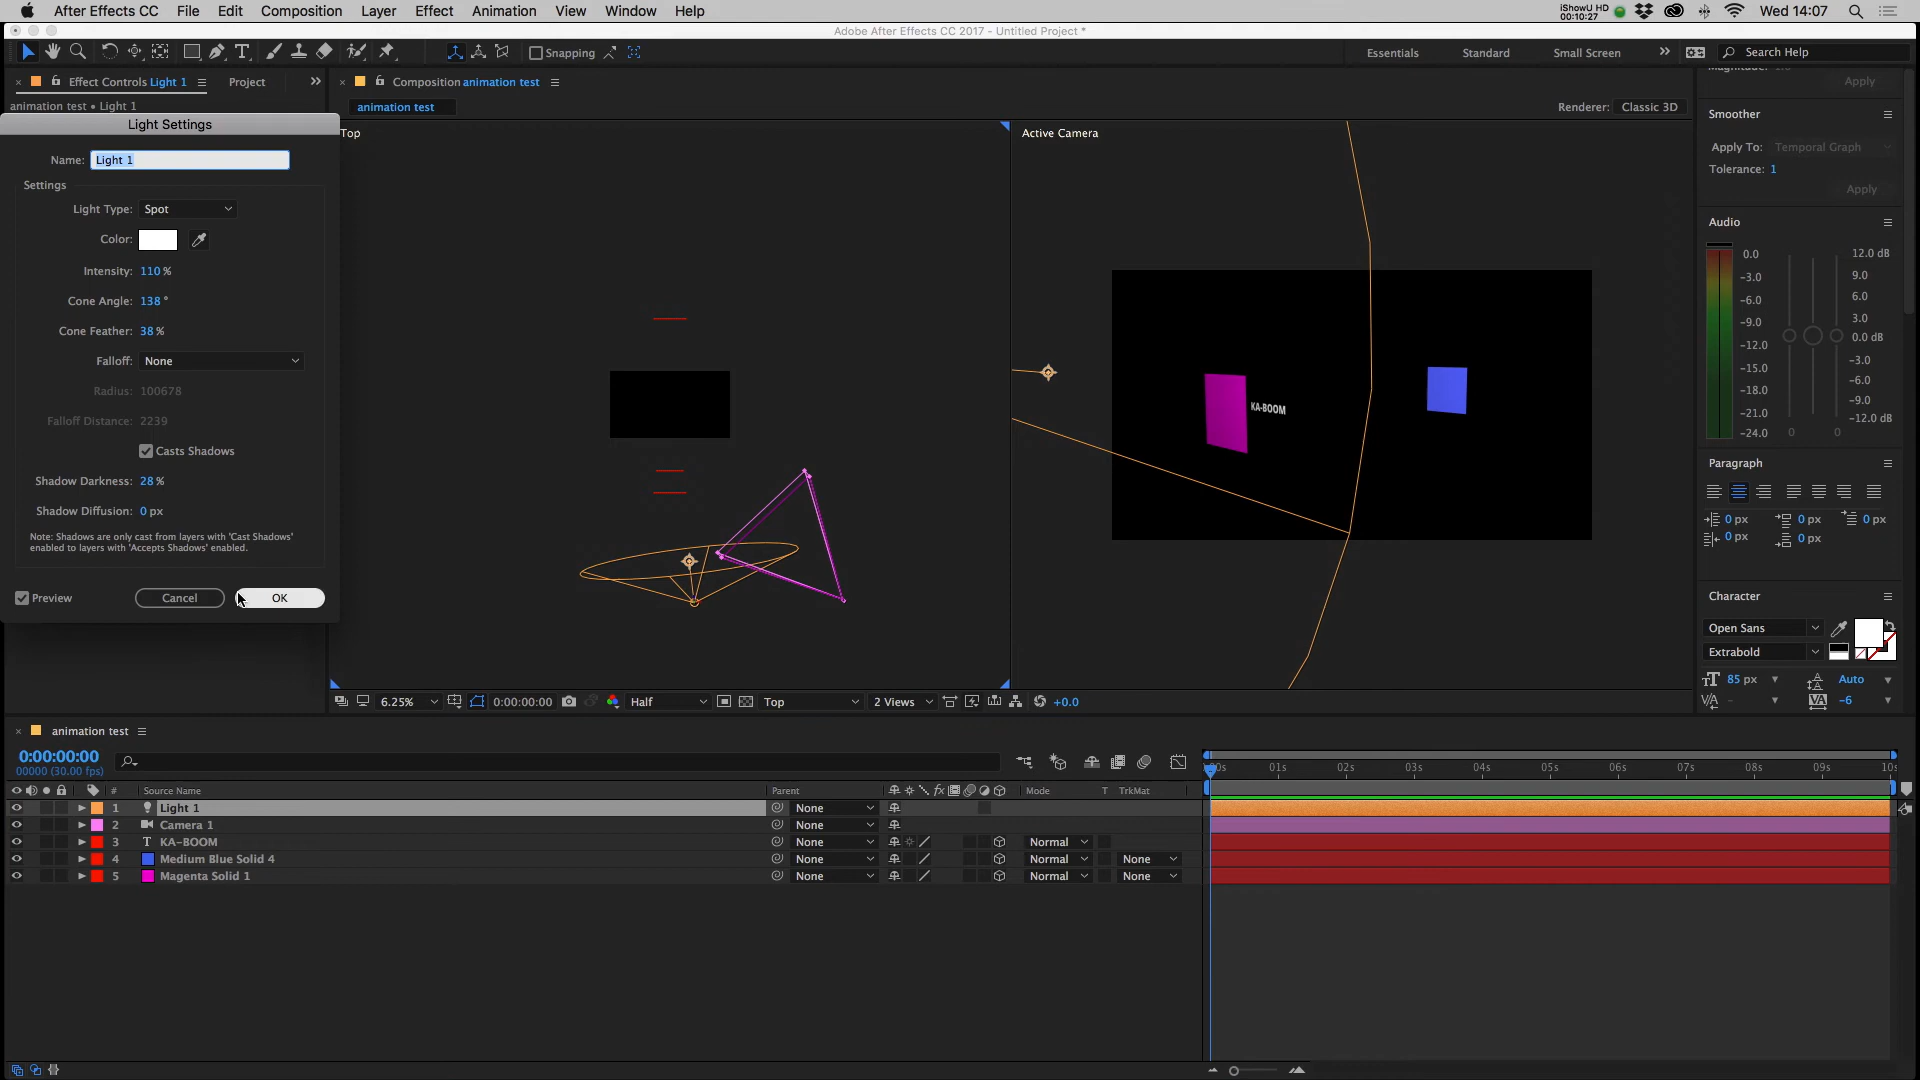 After Effects CC File Edit Composition Layer Effect Animation View Window Help iShowU HD 00:10:27 Wed 14:07
Adobe After Effects CC 2017 - Untitled Project *
Snapping Essentials Standard Small Screen Search Help
Effect Controls Light 1 Project Composition animation test
animation test • Light 1
animation test Renderer: Classic 3D
Light Settings
Name: Light 1
Settings
Light Type: Spot
Color:
Intensity: 110 %
Cone Angle: 138 °
Cone Feather: 38 %
Falloff: None
Radius: 100678
Falloff Distance: 2239
Casts Shadows
Shadow Darkness: 28 %
Shadow Diffusion: 0 px
Note: Shadows are only cast from layers with 'Cast Shadows'
enabled to layers with 'Accepts Shadows' enabled.
Preview Cancel OK
Top
Active Camera
KA-BOOM
6.25% 0:00:00:00 Half Top 2 Views +0.0
Apply
Smoother
Apply To: Temporal Graph
Tolerance: 1
Apply
Audio
0.0 12.0 dB
-3.0 9.0
-6.0 6.0
-9.0 3.0
-12.0 0.0 dB
-15.0 -3.0
-18.0 -6.0
-21.0 -9.0
-24.0 -12.0 dB
0 0
Paragraph
0 px 0 px 0 px
0 px 0 px
Character
Open Sans
Extrabold
85 px Auto
- -6
animation test
0:00:00:00
00000 (30.00 fps)
# Source Name Parent Mode T TrkMat
:00s 01s 02s 03s 04s 05s 06s 07s 08s 09s 10s
1 Light 1 None
2 Camera 1 None
3 T KA-BOOM None Normal
4 Medium Blue Solid 4 None Normal None
5 Magenta Solid 1 None Normal None